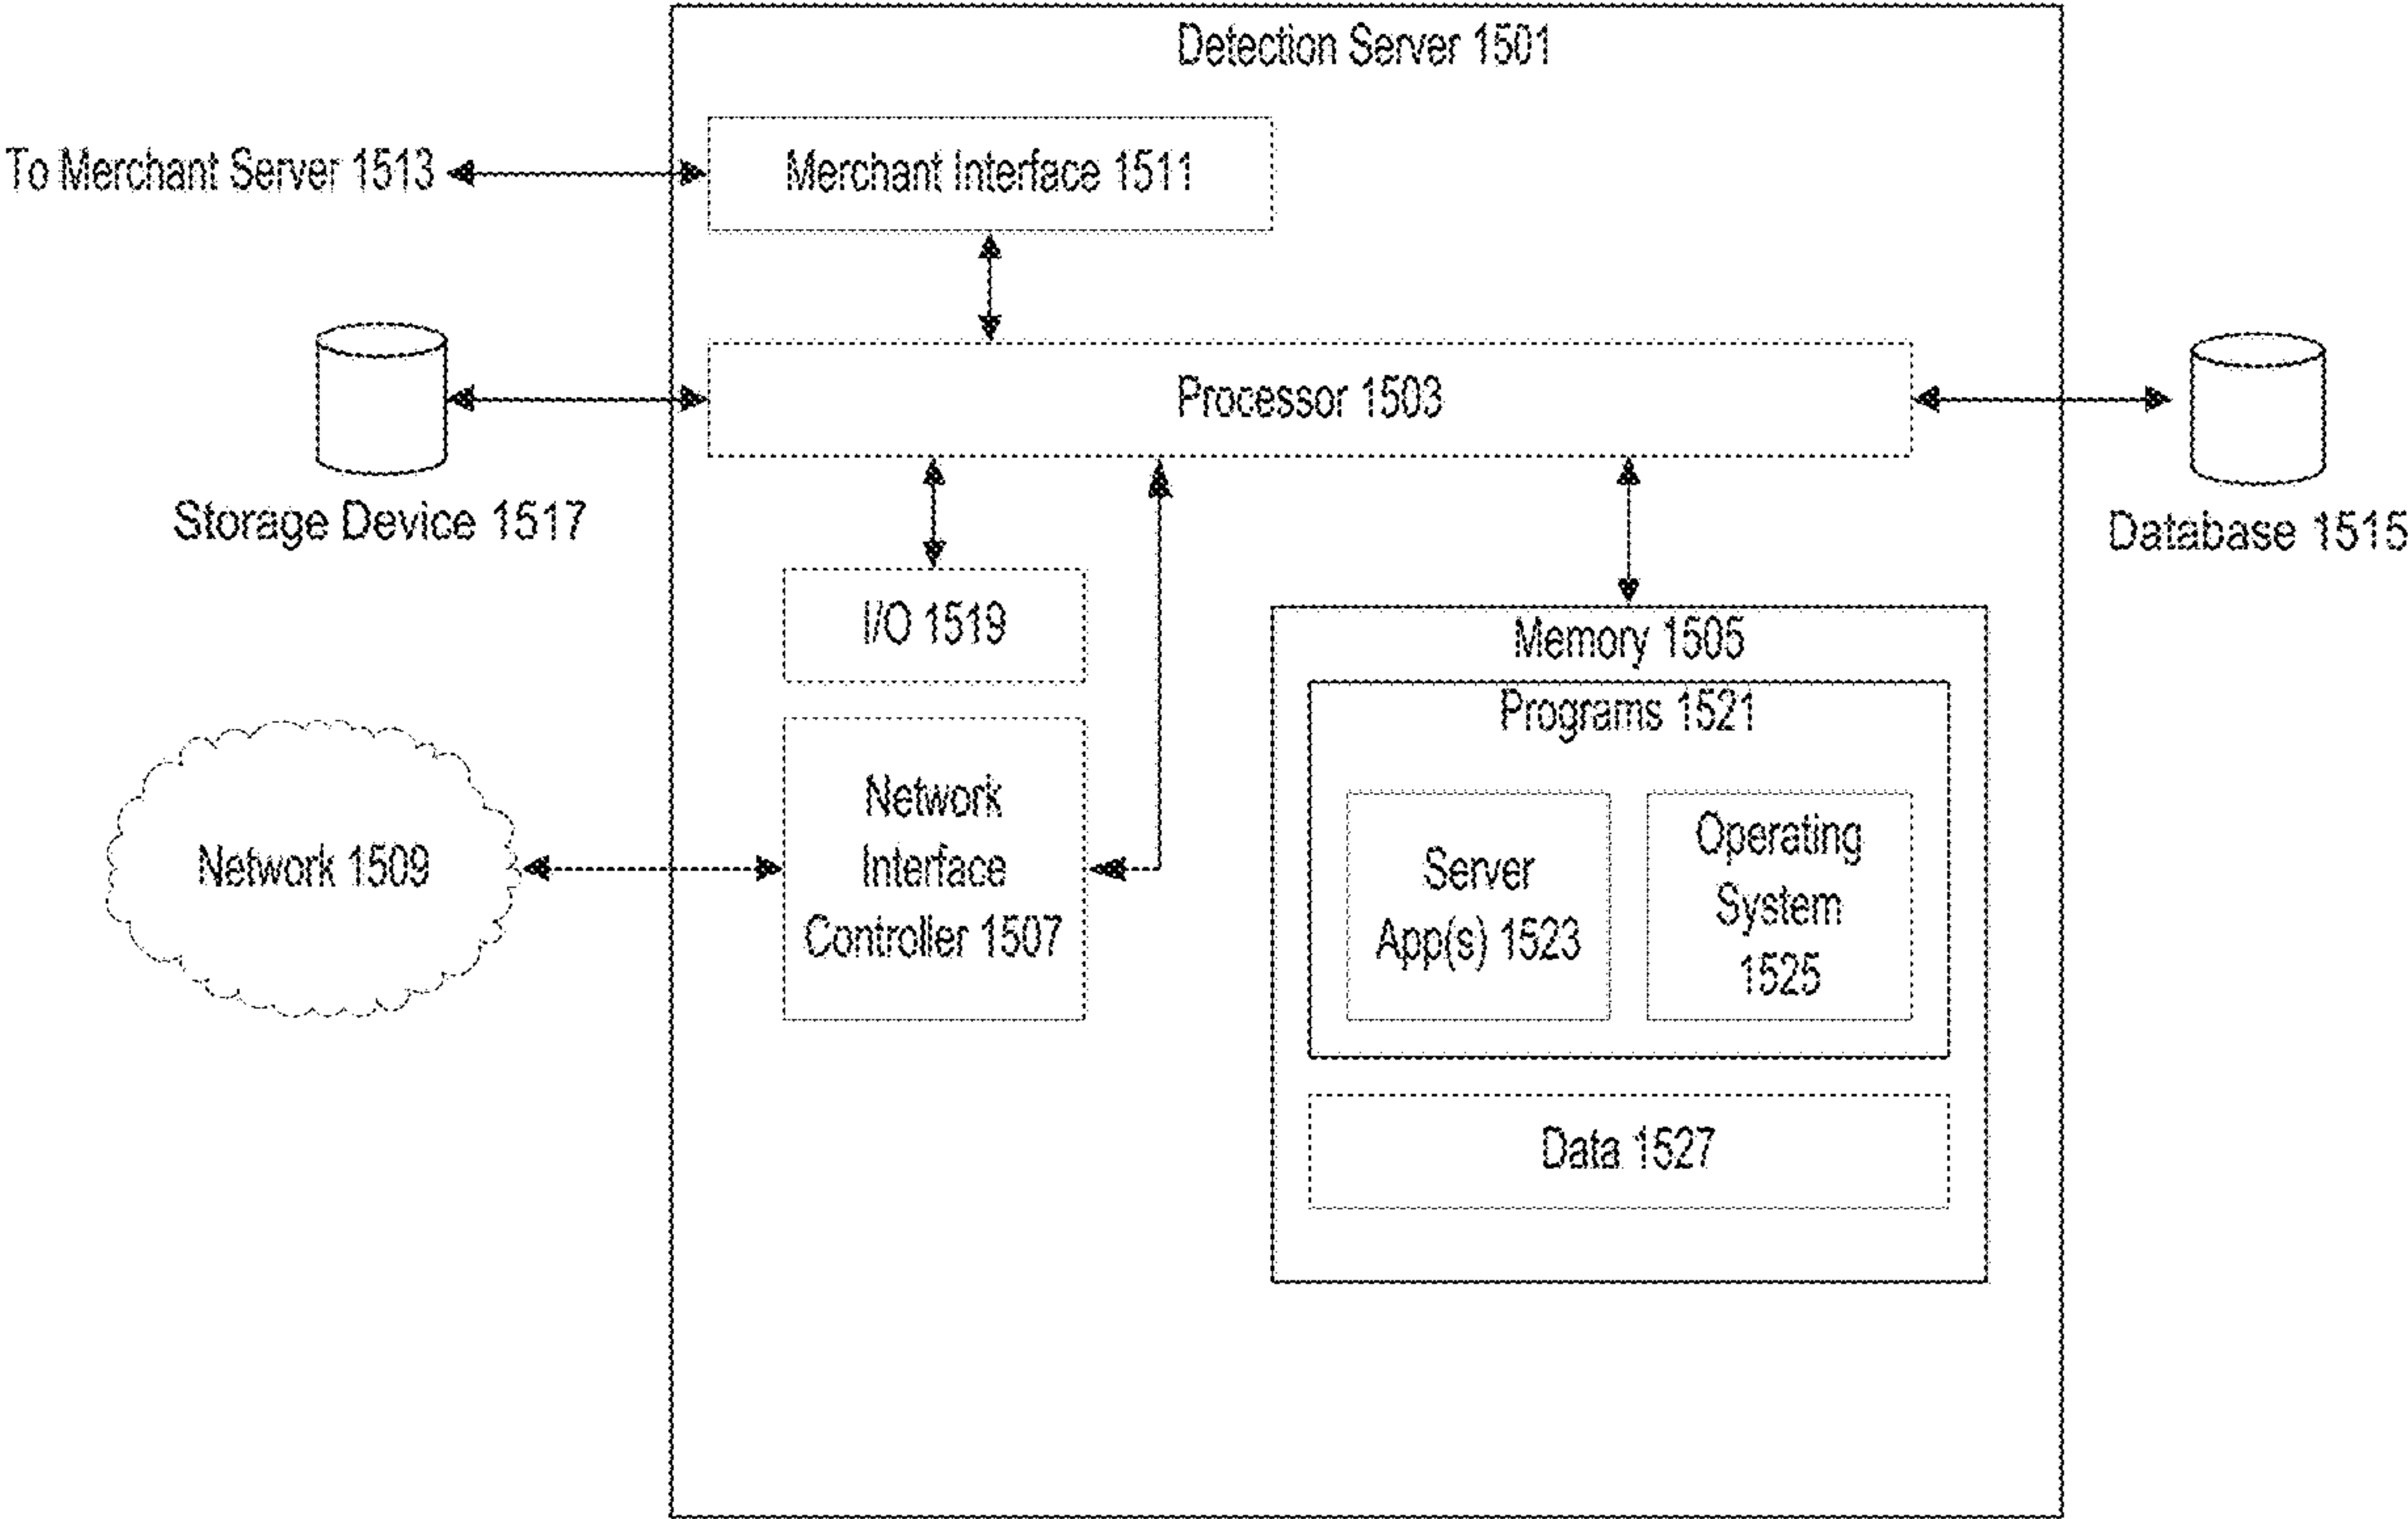 Detection Server 1501
To Merchant Server 1513
Merchant Interface 1511
Processor 1503
Storage Device 1517
Database 1515
I/O 1519
Memory 1505
Programs 1521
Network
Interface
Controller 1507
Network 1509
Server
App(s) 1523
Operating
System
1525
Data 1527